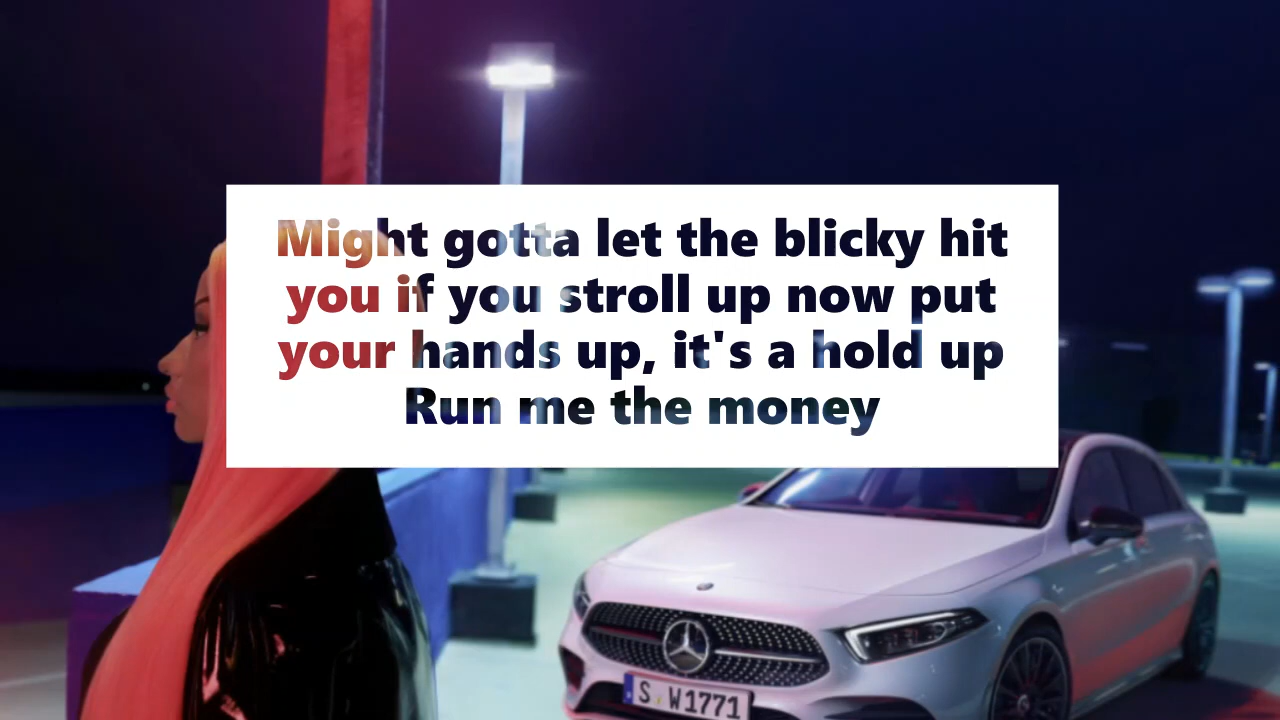 Might gotta let the blicky hit
you if you stroll up now put
your hands up, it's a hold up
Run me the money
S W1771